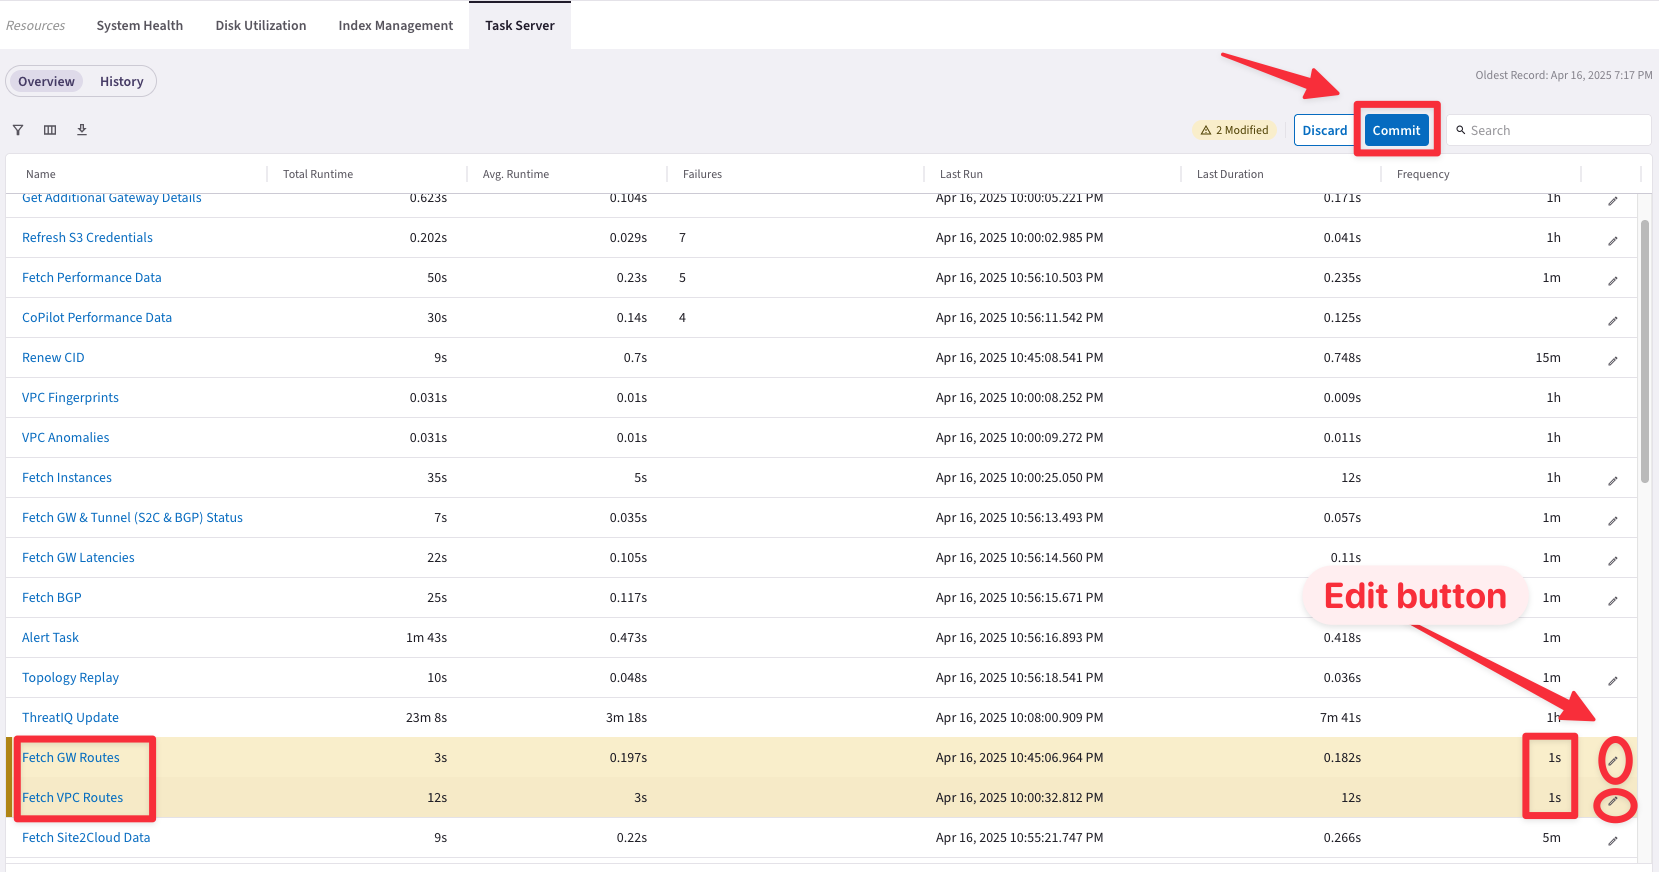 Resources System Health Disk Utilization Index Management Task Server
Overview History
Oldest Record: Apr 16, 2025 7:17 PM
2 Modified Discard Commit Search
Name Total Runtime Avg. Runtime Failures Last Run Last Duration Frequency
Get Additional Gateway Details 0.623s 0.104s Apr 16, 2025 10:00:05.221 PM 0.171s 1h
Refresh S3 Credentials 0.202s 0.029s 7 Apr 16, 2025 10:00:02.985 PM 0.041s 1h
Fetch Performance Data 50s 0.23s 5 Apr 16, 2025 10:56:10.503 PM 0.235s 1m
CoPilot Performance Data 30s 0.14s 4 Apr 16, 2025 10:56:11.542 PM 0.125s
Renew CID 9s 0.7s Apr 16, 2025 10:45:08.541 PM 0.748s 15m
VPC Fingerprints 0.031s 0.01s Apr 16, 2025 10:00:08.252 PM 0.009s 1h
VPC Anomalies 0.031s 0.01s Apr 16, 2025 10:00:09.272 PM 0.011s 1h
Fetch Instances 35s 5s Apr 16, 2025 10:00:25.050 PM 12s 1h
Fetch GW & Tunnel (S2C & BGP) Status 7s 0.035s Apr 16, 2025 10:56:13.493 PM 0.057s 1m
Fetch GW Latencies 22s 0.105s Apr 16, 2025 10:56:14.560 PM 0.11s 1m
Fetch BGP 25s 0.117s Apr 16, 2025 10:56:15.671 PM 1m
Edit button
Alert Task 1m 43s 0.473s Apr 16, 2025 10:56:16.893 PM 0.418s 1m
Topology Replay 10s 0.048s Apr 16, 2025 10:56:18.541 PM 0.036s 1m
ThreatIQ Update 23m 8s 3m 18s Apr 16, 2025 10:08:00.909 PM 7m 41s 1h
Fetch GW Routes 3s 0.197s Apr 16, 2025 10:45:06.964 PM 0.182s 1s
Fetch VPC Routes 12s 3s Apr 16, 2025 10:00:32.812 PM 12s 1s
Fetch Site2Cloud Data 9s 0.22s Apr 16, 2025 10:55:21.747 PM 0.266s 5m